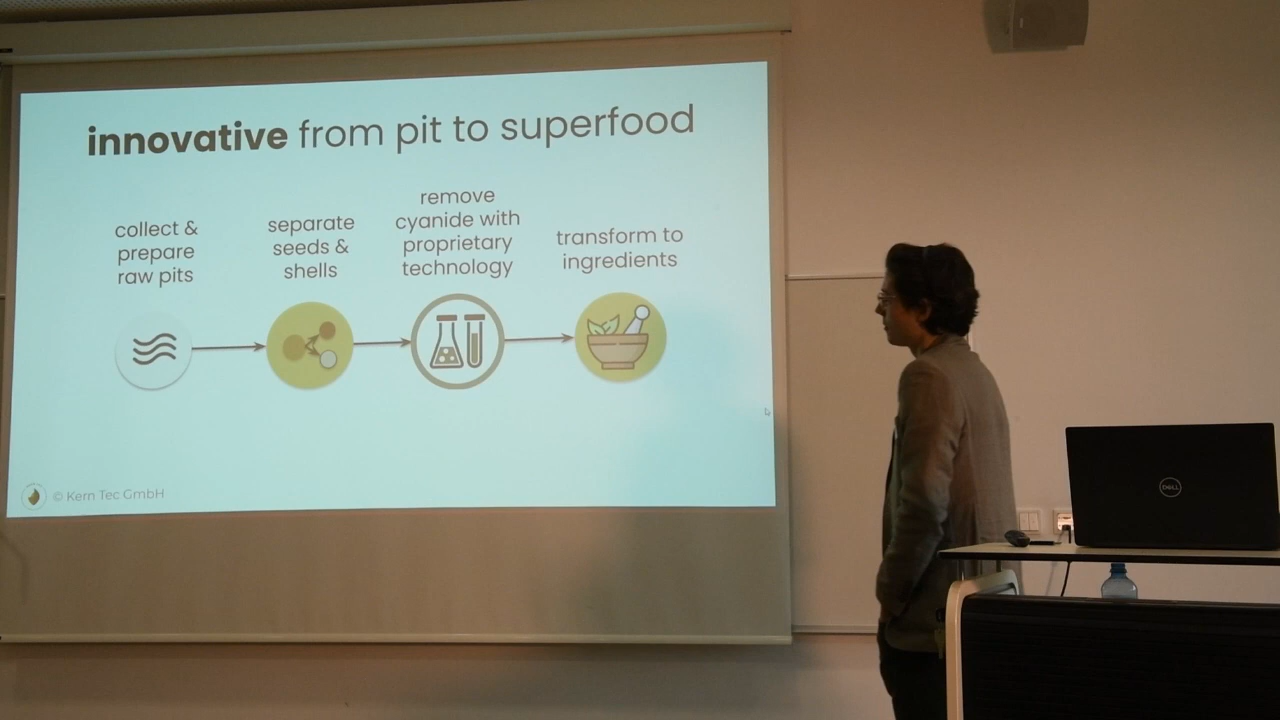 innovative from pit to superfood
collect &
prepare
raw pits
separate
seeds &
shells
remove
cyanide with
proprietary
technology
transform to
ingredients
© Kern Tec GmbH
DELL